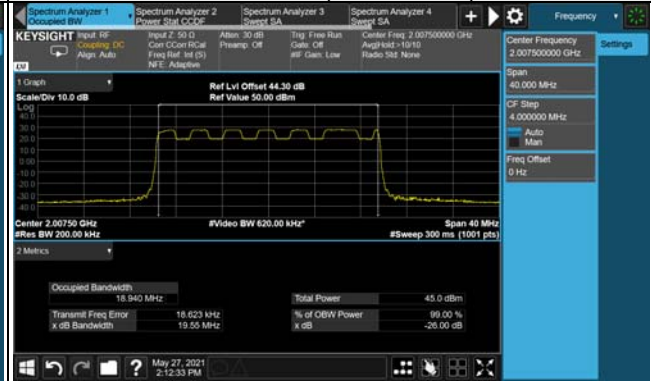 Spectrum Analyzer 1
Occupied BW
Spectrum Analyzer 2
Power Stat CCDF
Spectrum Analyzer 3
Swept SA
Spectrum Analyzer 4
Swept SA
Frequency
KEYSIGHT
Input: RF
Coupling: DC
Align: Auto
Input Z: 50 Ω
Corr CCorr RCal
Freq Ref: Int (S)
NFE: Adaptive
Atten: 30 dB
Preamp: Off
Trig: Free Run
Gate: Off
#IF Gain: Low
Center Freq: 2.007500000 GHz
Avg|Hold:>10/10
Radio Std: None
Center Frequency
2.007500000 GHz
Settings
Span
40.000 MHz
CF Step
4.000000 MHz
Auto
Man
Freq Offset
0 Hz
1 Graph
Scale/Div 10.0 dB
Ref Lvl Offset 44.30 dB
Ref Value 50.00 dBm
Log
40.0
30.0
20.0
10.0
0.00
-10.0
-20.0
-30.0
-40.0
Center 2.00750 GHz
#Res BW 200.00 kHz
#Video BW 620.00 kHz*
Span 40 MHz
#Sweep 300 ms (1001 pts)
2 Metrics
Occupied Bandwidth
18.940 MHz
Total Power
45.0 dBm
Transmit Freq Error
18.623 kHz
% of OBW Power
99.00 %
x dB Bandwidth
19.55 MHz
x dB
-26.00 dB
May 27, 2021
2:12:33 PM